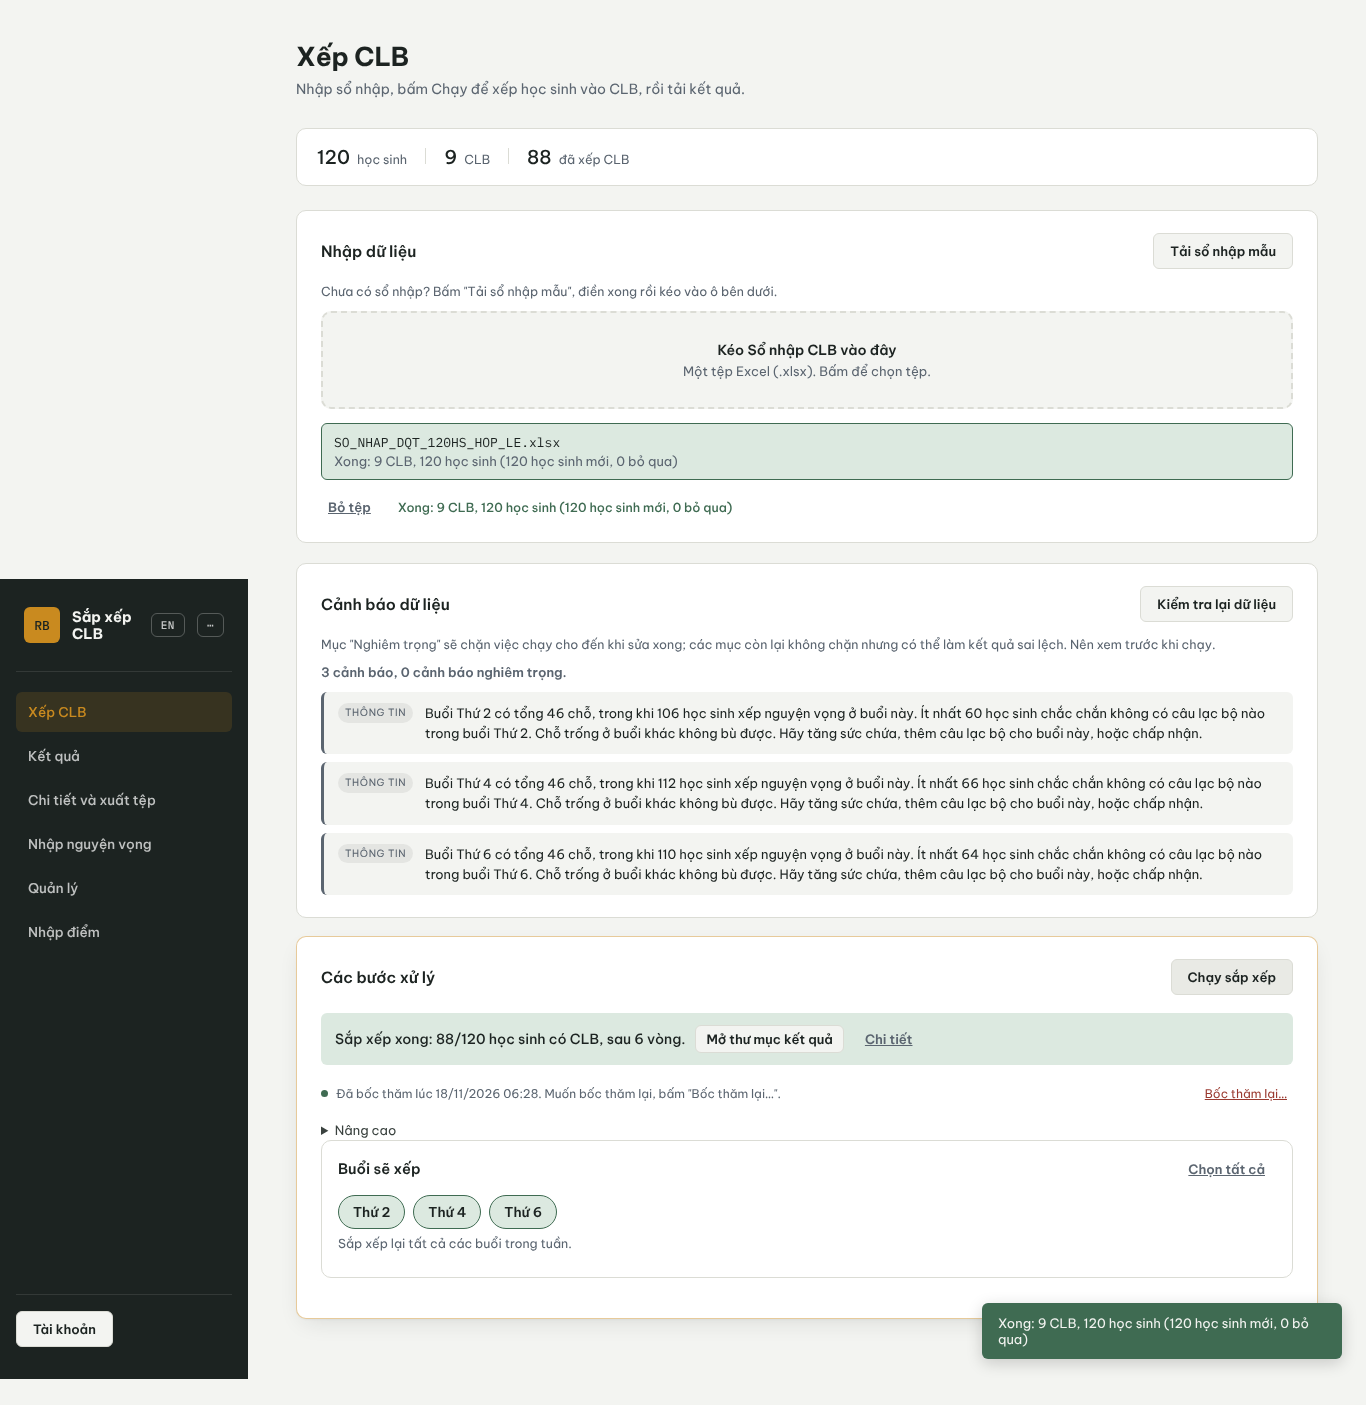 Xếp CLB
Nhập sổ nhập, bấm Chạy để xếp học sinh vào CLB, rồi tải kết quả.
120 học sinh
9 CLB
88 đã xếp CLB
Nhập dữ liệu
Tải sổ nhập mẫu
Chưa có sổ nhập? Bấm "Tải sổ nhập mẫu", điền xong rồi kéo vào ô bên dưới.
Kéo Sổ nhập CLB vào đây
Một tệp Excel (.xlsx). Bấm để chọn tệp.
SO_NHAP_DQT_120HS_HOP_LE.xlsx
Xong: 9 CLB, 120 học sinh (120 học sinh mới, 0 bỏ qua)
Bỏ tệp
Xong: 9 CLB, 120 học sinh (120 học sinh mới, 0 bỏ qua)
RB
Sắp xếp
CLB
EN
⋯
Xếp CLB
Kết quả
Chi tiết và xuất tệp
Nhập nguyện vọng
Quản lý
Nhập điểm
Tài khoản
Cảnh báo dữ liệu
Kiểm tra lại dữ liệu
Mục "Nghiêm trọng" sẽ chặn việc chạy cho đến khi sửa xong; các mục còn lại không chặn nhưng có thể làm kết quả sai lệch. Nên xem trước khi chạy.
3 cảnh báo, 0 cảnh báo nghiêm trọng.
THÔNG TIN
Buổi Thứ 2 có tổng 46 chỗ, trong khi 106 học sinh xếp nguyện vọng ở buổi này. Ít nhất 60 học sinh chắc chắn không có câu lạc bộ nào
trong buổi Thứ 2. Chỗ trống ở buổi khác không bù được. Hãy tăng sức chứa, thêm câu lạc bộ cho buổi này, hoặc chấp nhận.
THÔNG TIN
Buổi Thứ 4 có tổng 46 chỗ, trong khi 112 học sinh xếp nguyện vọng ở buổi này. Ít nhất 66 học sinh chắc chắn không có câu lạc bộ nào
trong buổi Thứ 4. Chỗ trống ở buổi khác không bù được. Hãy tăng sức chứa, thêm câu lạc bộ cho buổi này, hoặc chấp nhận.
THÔNG TIN
Buổi Thứ 6 có tổng 46 chỗ, trong khi 110 học sinh xếp nguyện vọng ở buổi này. Ít nhất 64 học sinh chắc chắn không có câu lạc bộ nào
trong buổi Thứ 6. Chỗ trống ở buổi khác không bù được. Hãy tăng sức chứa, thêm câu lạc bộ cho buổi này, hoặc chấp nhận.
Các bước xử lý
Chạy sắp xếp
Sắp xếp xong: 88/120 học sinh có CLB, sau 6 vòng.
Mở thư mục kết quả
Chi tiết
Đã bốc thăm lúc 18/11/2026 06:28. Muốn bốc thăm lại, bấm "Bốc thăm lại…".
Bốc thăm lại…
Nâng cao
Buổi sẽ xếp
Chọn tất cả
Thứ 2
Thứ 4
Thứ 6
Sắp xếp lại tất cả các buổi trong tuần.
Xong: 9 CLB, 120 học sinh (120 học sinh mới, 0 bỏ
qua)